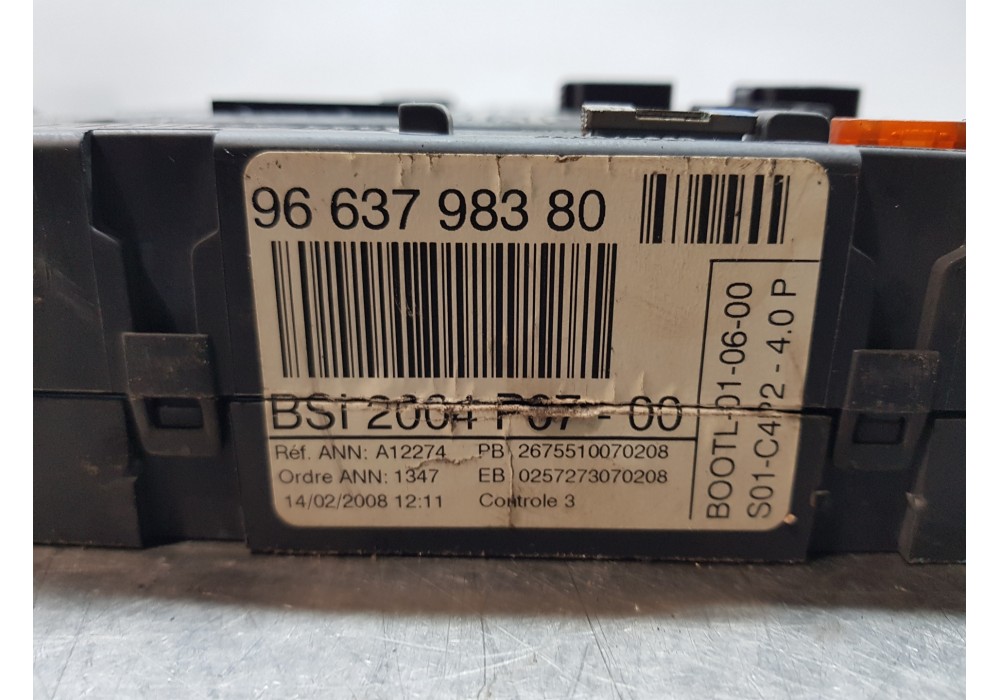 96 637 983 80
BSi 2004 P07 - 00
Réf. ANN: A12274 PB 2675510070208
Ordre ANN: 1347 EB 0257273070208
14/02/2008 12:11 Controle 3
BOOTL-01-06-00
S01-C422 - 4.0 P